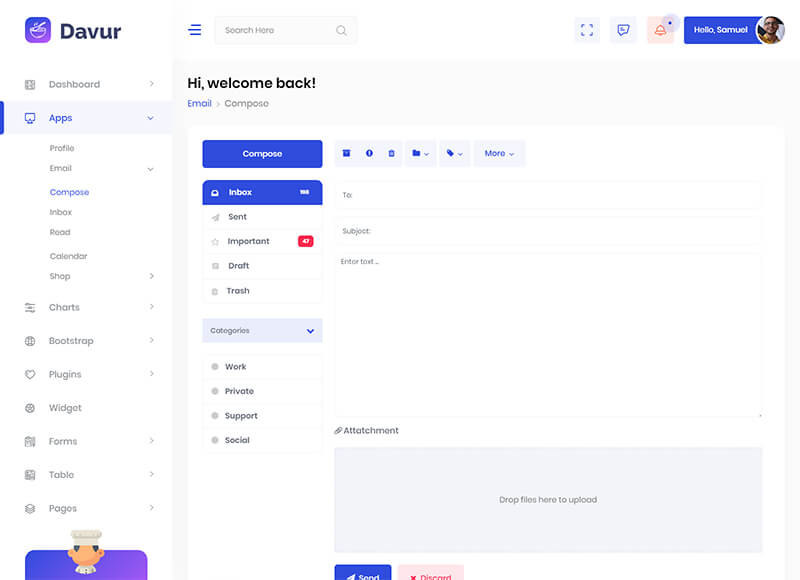 Davur
Search Here
Hello, Samuel
Dashboard
Apps
Profile
Email
Compose
Inbox
Read
Calendar
Shop
Charts
Bootstrap
Plugins
Widget
Forms
Table
Pages
Hi, welcome back!
Email > Compose
Compose
Inbox 198
Sent
Important 47
Draft
Trash
Categories
Work
Private
Support
Social
More
To:
Subject:
Enter text ...
Attatchment
Drop files here to upload
Send
Discard